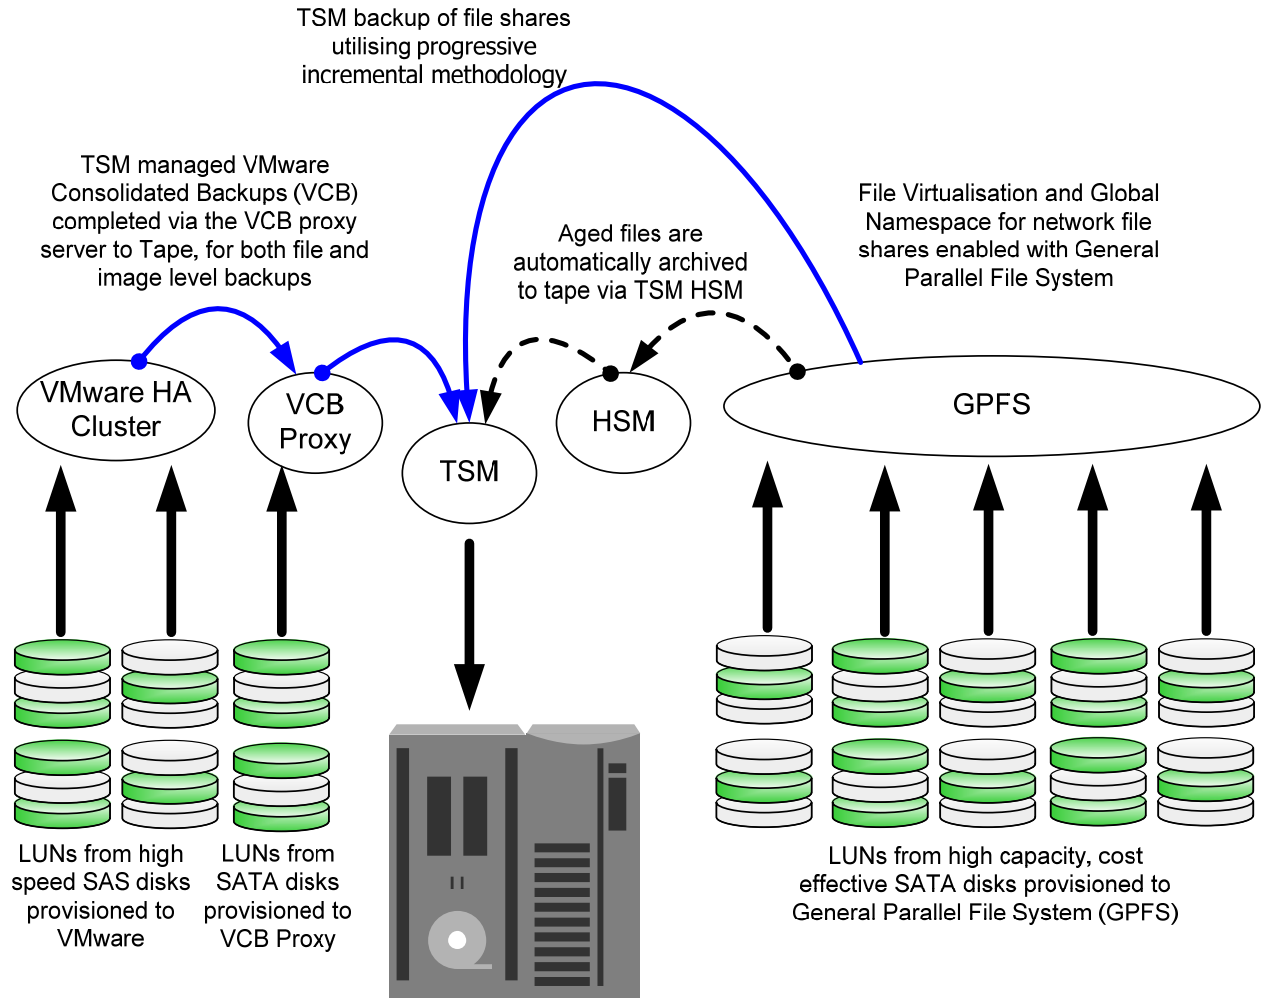 TSM backup of file shares
utilising progressive
incremental methodology
TSM managed VMware
Consolidated Backups (VCB)
completed via the VCB proxy
server to Tape, for both file and
image level backups
Aged files are
automatically archived
to tape via TSM HSM
File Virtualisation and Global
Namespace for network file
shares enabled with General
Parallel File System
VMware HA
Cluster
VCB
Proxy
TSM
HSM
GPFS
LUNs from high
speed SAS disks
provisioned to
VMware
LUNs from
SATA disks
provisioned to
VCB Proxy
LUNs from high capacity, cost
effective SATA disks provisioned to
General Parallel File System (GPFS)